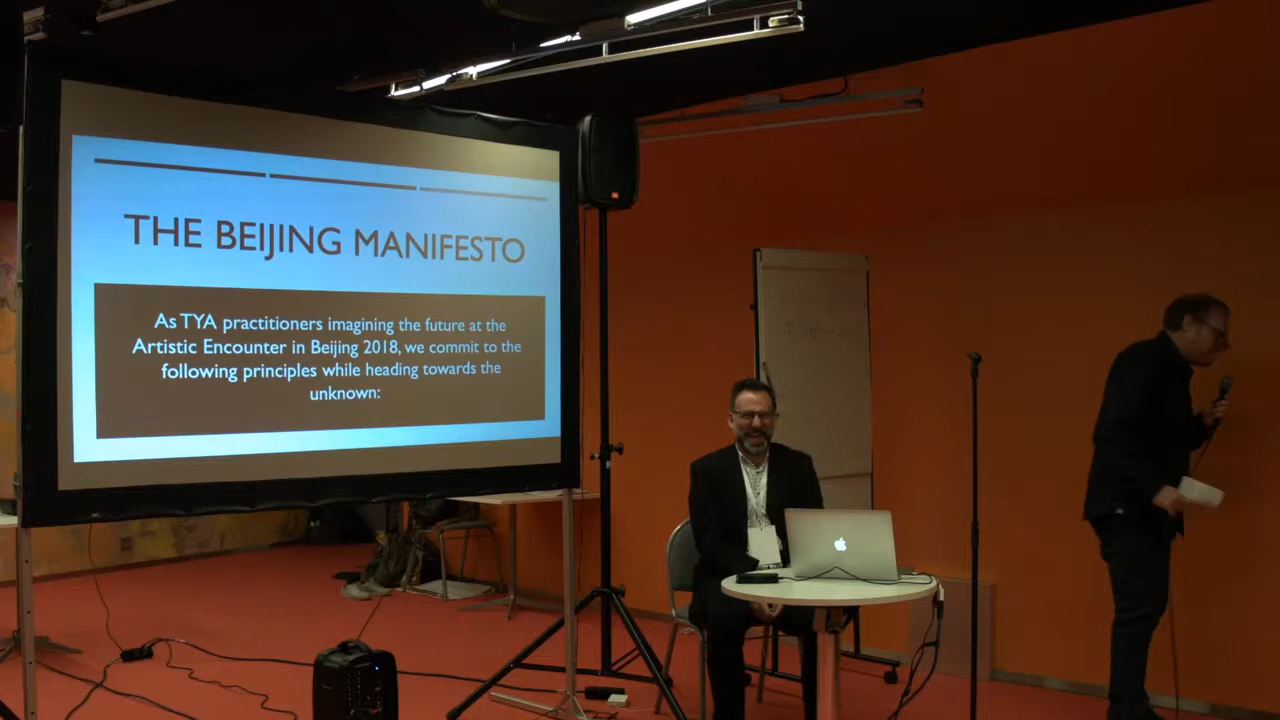 THE BEIJING MANIFESTO
As TYA practitioners imagining the future at the
Artistic Encounter in Beijing 2018, we commit to the
following principles while heading towards the
unknown: